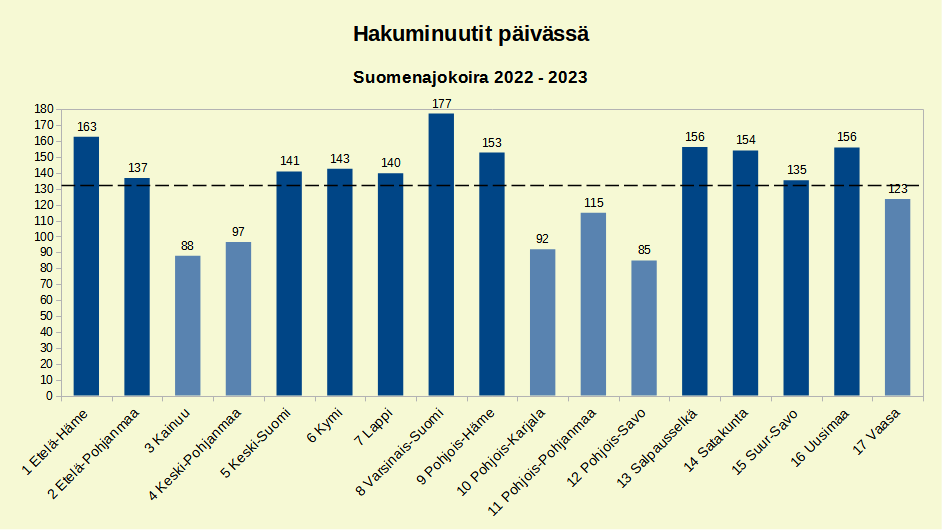 Hakuminuutit päivässä
Suomenajokoira 2022 - 2023
180
170
160
150
140
130
120
110
100
90
80
70
60
50
40
30
20
10
0
163
137
88
97
141
143
140
177
153
92
115
85
156
154
135
156
123
1 Etelä-Häme
2 Etelä-Pohjanmaa
3 Kainuu
4 Keski-Pohjanmaa
5 Keski-Suomi
6 Kymi
7 Lappi
8 Varsinais-Suomi
9 Pohjois-Häme
10 Pohjois-Karjala
11 Pohjois-Pohjanmaa
12 Pohjois-Savo
13 Salpausselkä
14 Satakunta
15 Suur-Savo
16 Uusimaa
17 Vaasa